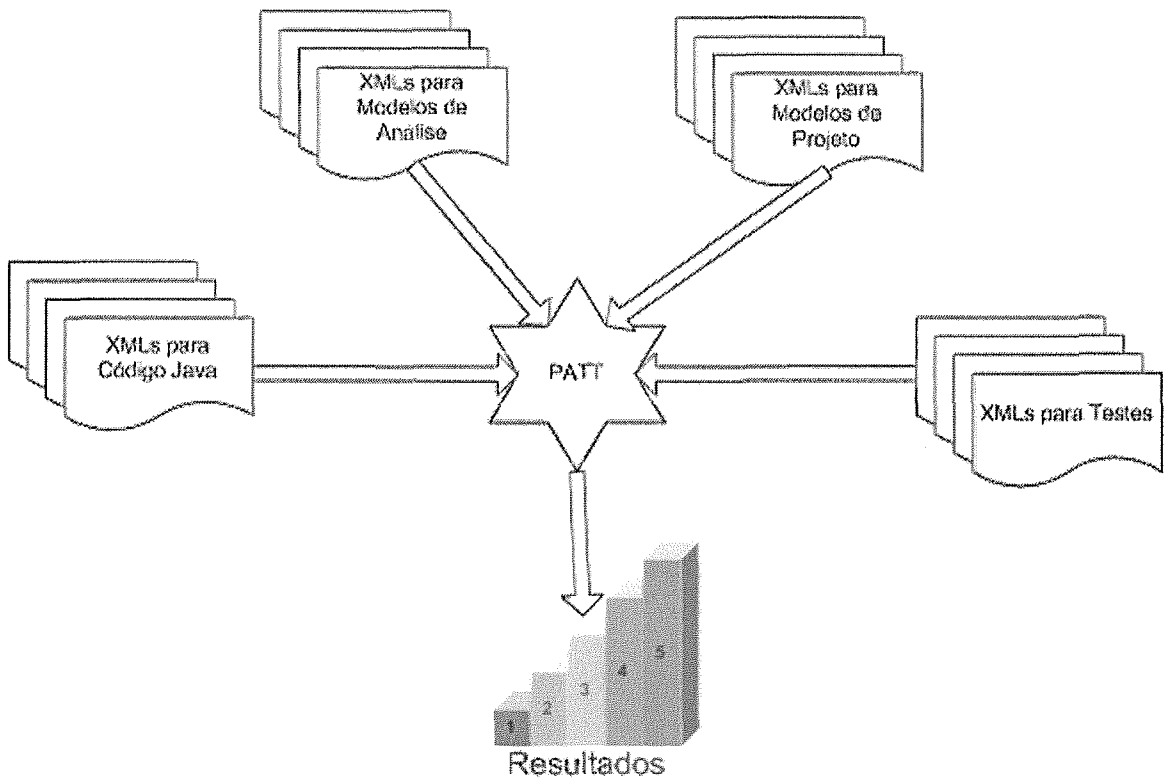 XMLs para
Modelos de
Análise
XMLs para
Modelos de
Projeto
XMLs para
Código Java
PATT
XMLs para Testes
1
2
3
4
5
Resultados